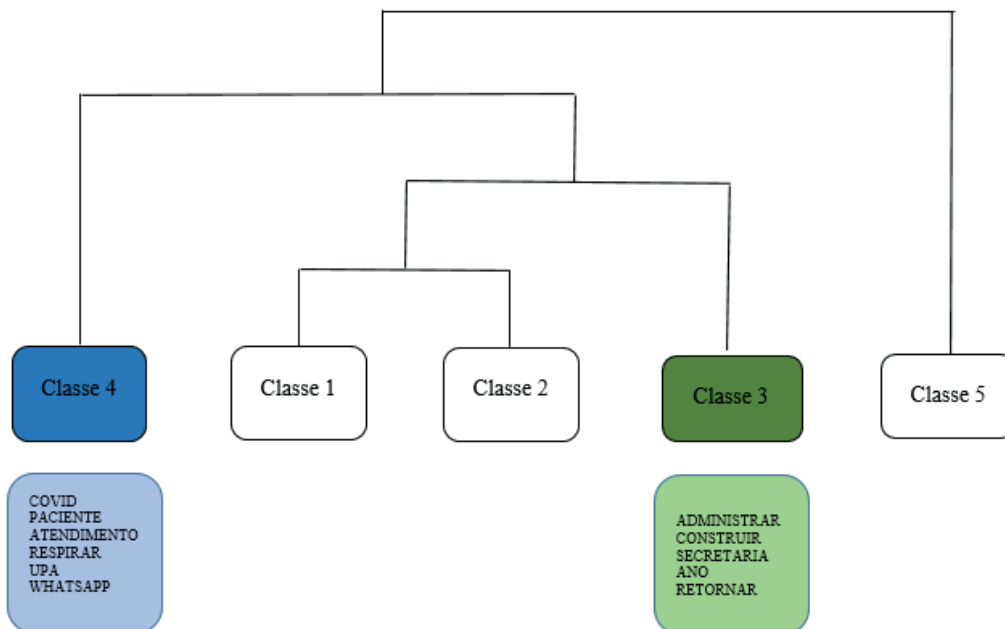 Classe 4
Classe 1
Classe 2
Classe 3
Classe 5
COVID
PACIENTE
ATENDIMENTO
RESPIRAR
UPA
WHATSAPP
ADMINISTRAR
CONSTRUIR
SECRETARIA
ANO
RETORNAR